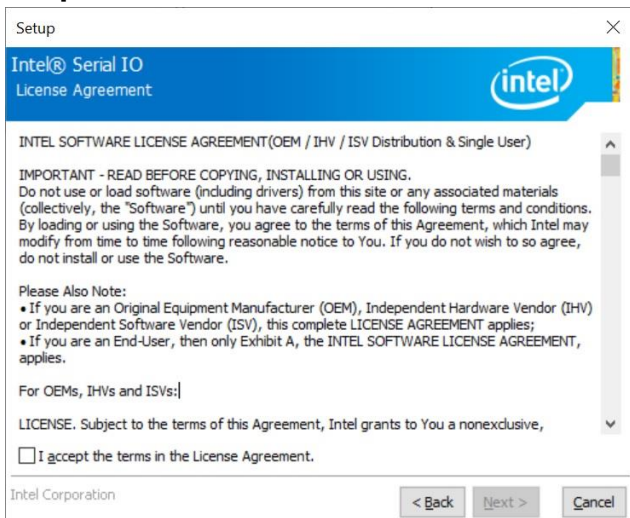 Setup
Intel® Serial IO
License Agreement
intel
INTEL SOFTWARE LICENSE AGREEMENT(OEM / IHV / ISV Distribution & Single User)
IMPORTANT - READ BEFORE COPYING, INSTALLING OR USING.
Do not use or load software (including drivers) from this site or any associated materials
(collectively, the "Software") until you have carefully read the following terms and conditions.
By loading or using the Software, you agree to the terms of this Agreement, which Intel may
modify from time to time following reasonable notice to You. If you do not wish to so agree,
do not install or use the Software.
Please Also Note:
• If you are an Original Equipment Manufacturer (OEM), Independent Hardware Vendor (IHV)
or Independent Software Vendor (ISV), this complete LICENSE AGREEMENT applies;
• If you are an End-User, then only Exhibit A, the INTEL SOFTWARE LICENSE AGREEMENT,
applies.
For OEMs, IHVs and ISVs:
LICENSE. Subject to the terms of this Agreement, Intel grants to You a nonexclusive,
I accept the terms in the License Agreement.
Intel Corporation
< Back
Next >
Cancel